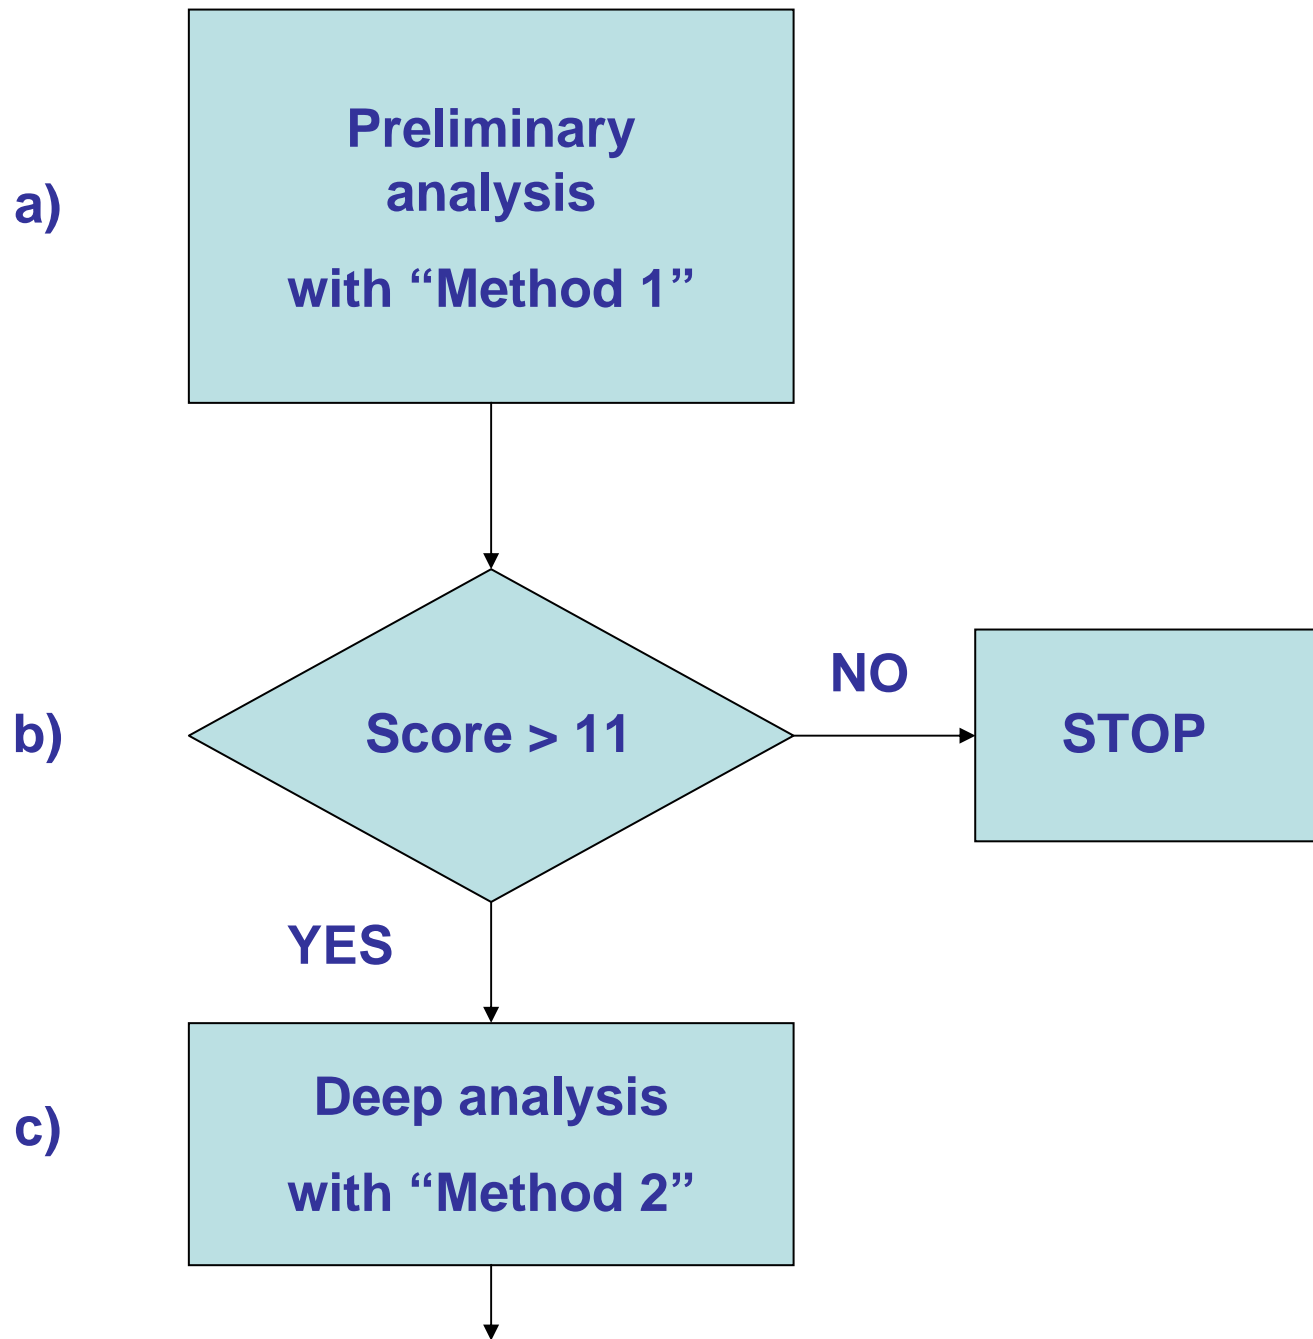 a)
Preliminary
analysis
with “Method 1”
b)
Score > 11
NO
STOP
YES
c)
Deep analysis
with “Method 2”